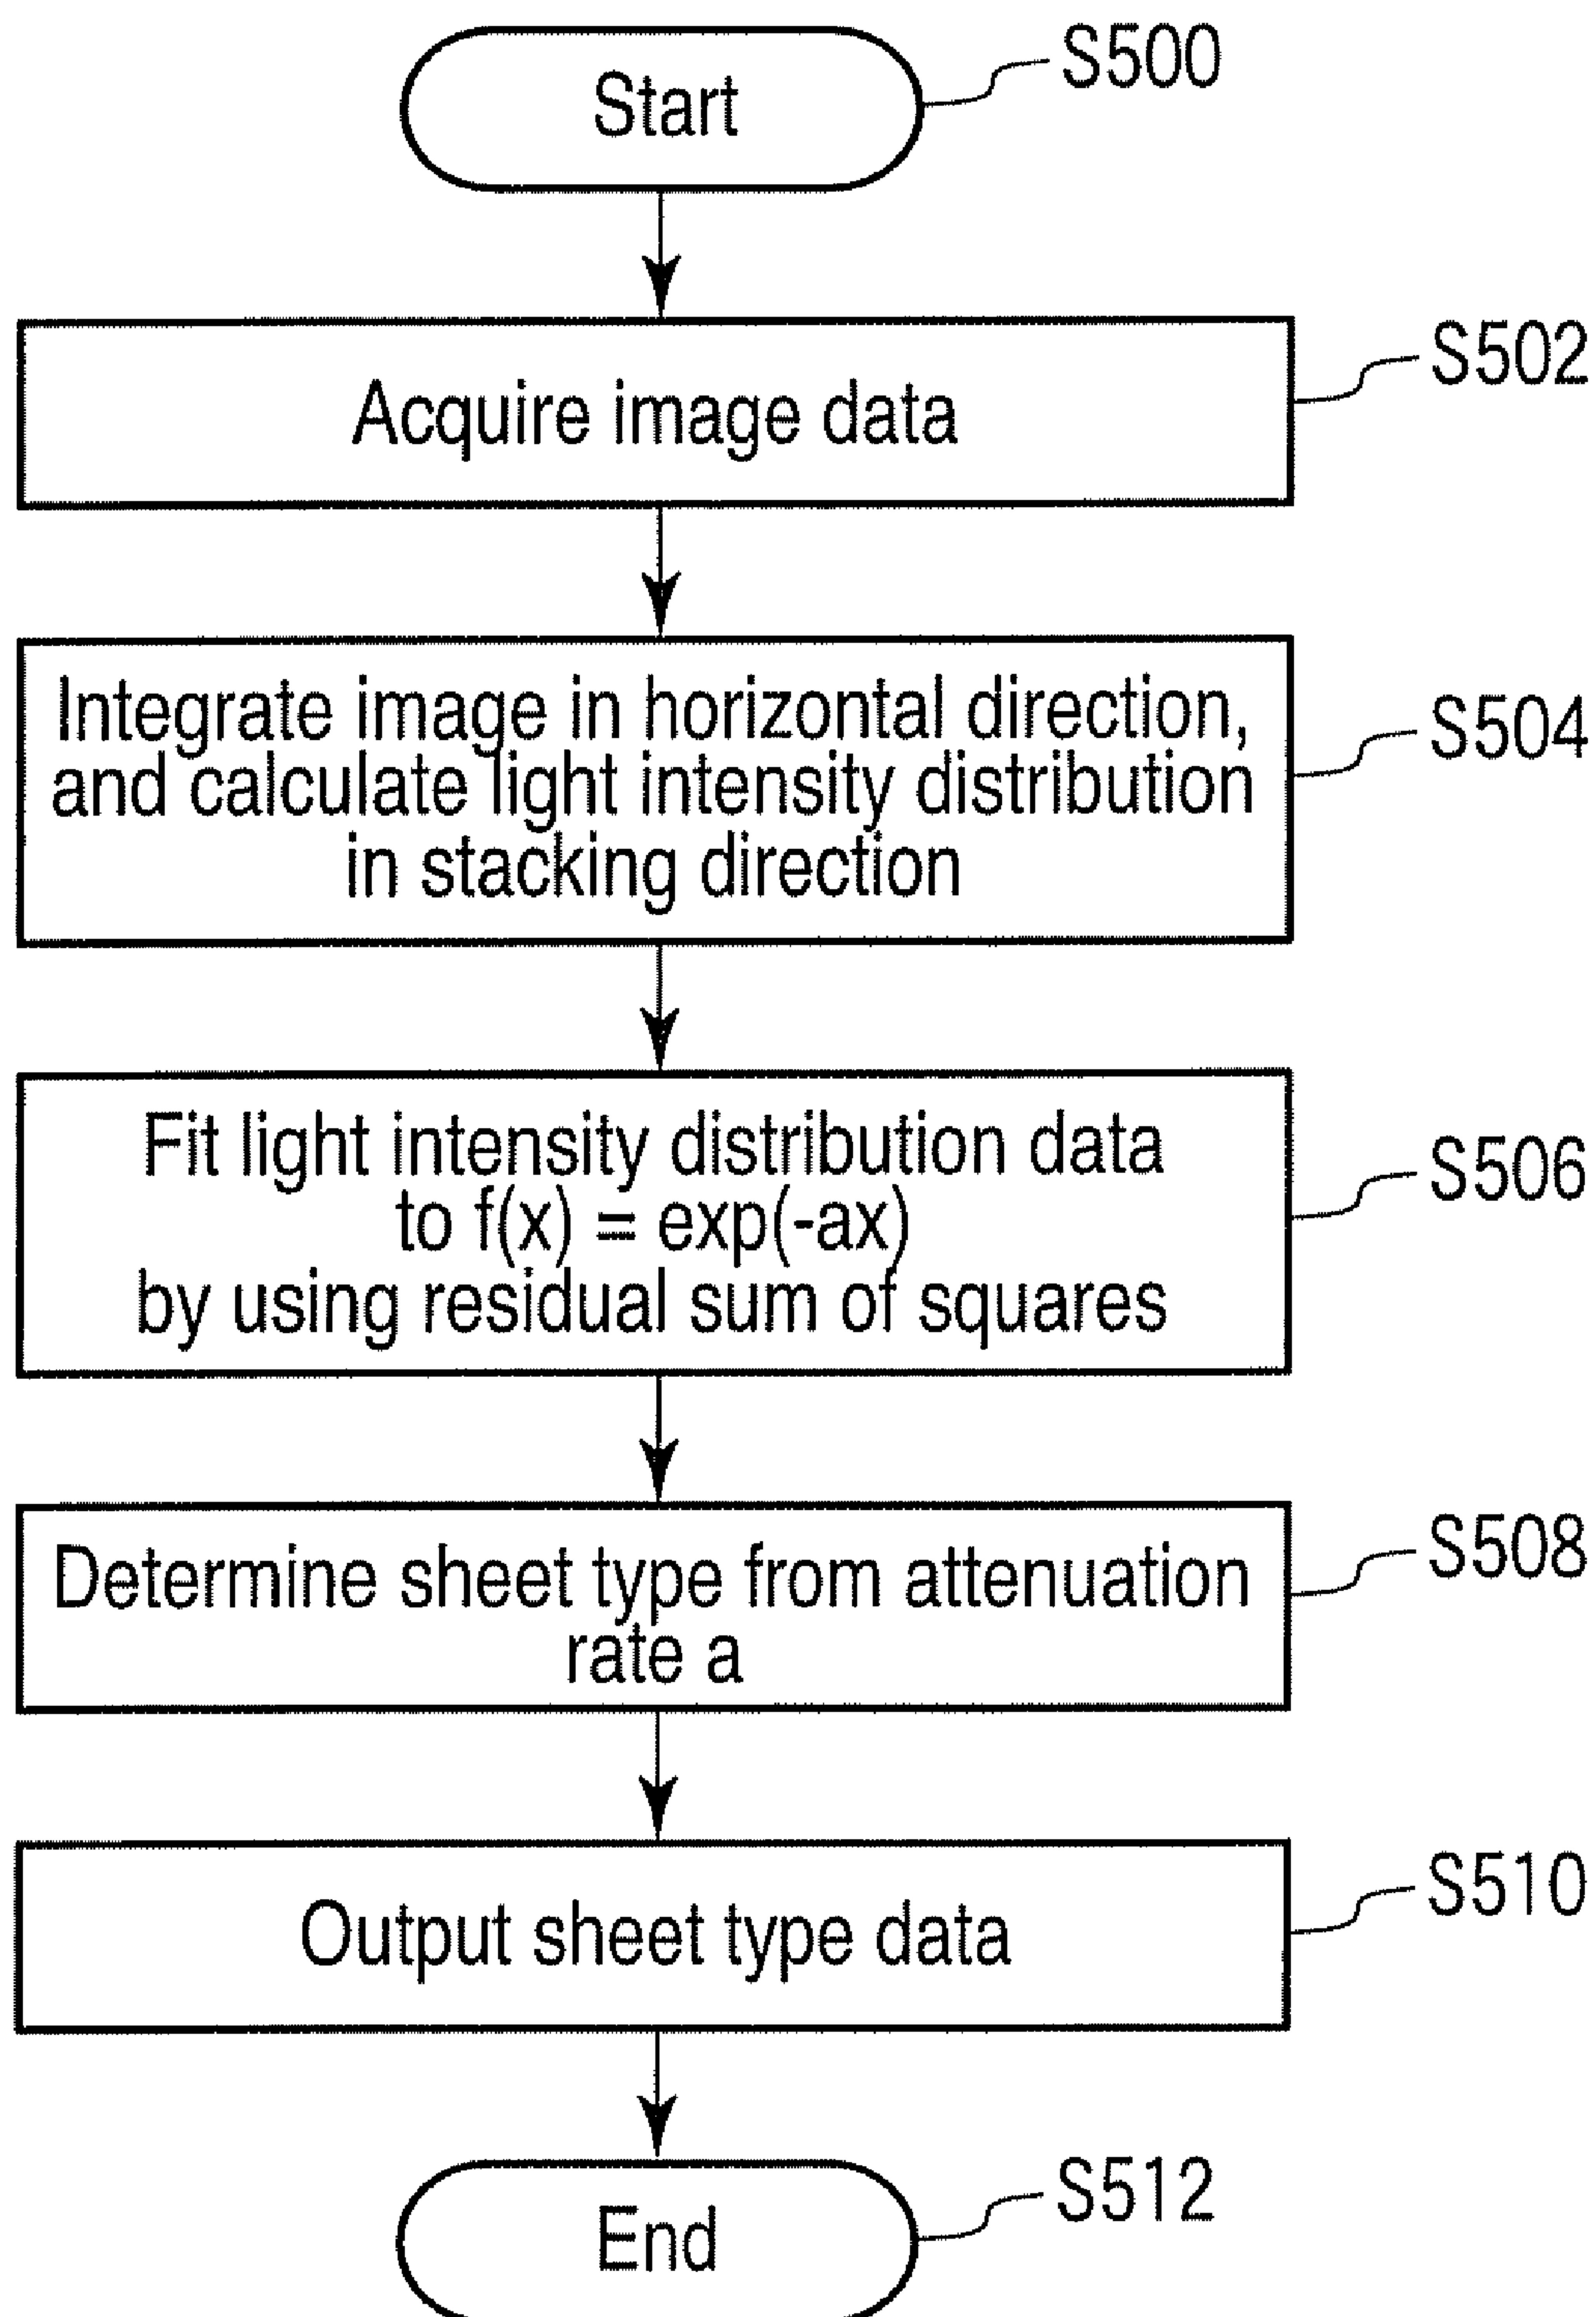 Start
S500
Acquire image data
S502
Integrate image in horizontal direction,
and calculate light intensity distribution
in stacking direction
S504
Fit light intensity distribution data
to f(x) = exp(-ax)
by using residual sum of squares
S506
Determine sheet type from attenuation
rate a
S508
Output sheet type data
S510
End
S512